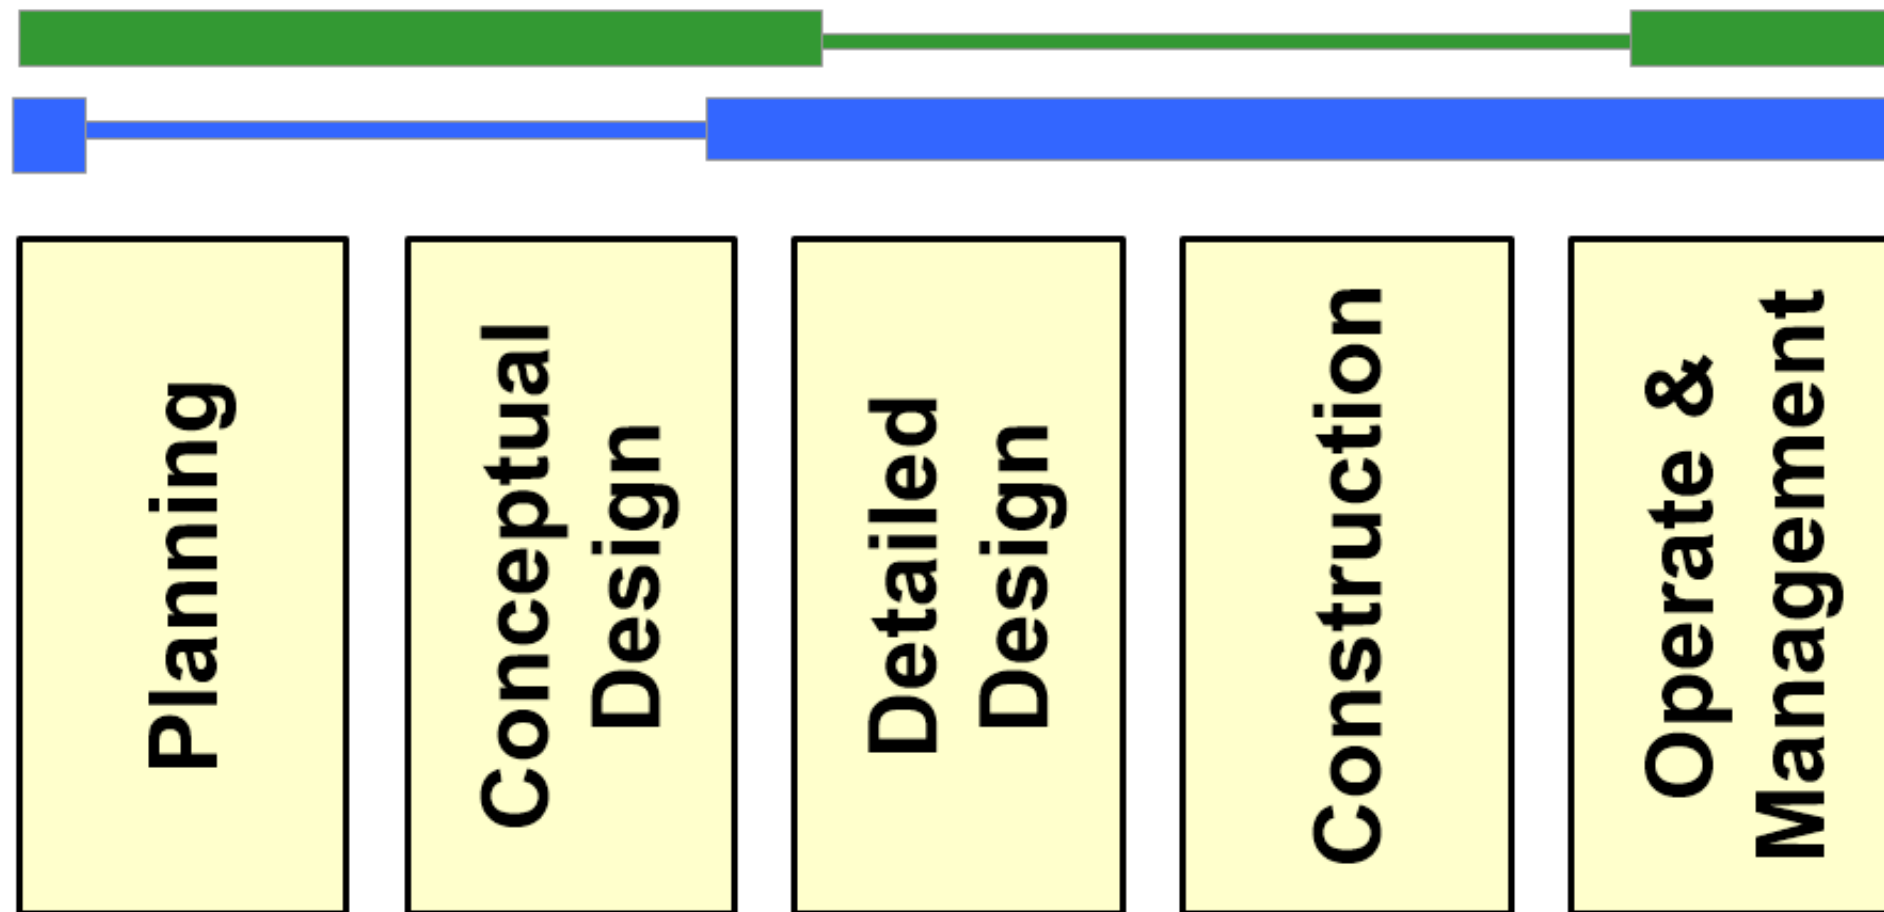 Planning
Conceptual
Design
Detailed
Design
Construction
Operate &
Management